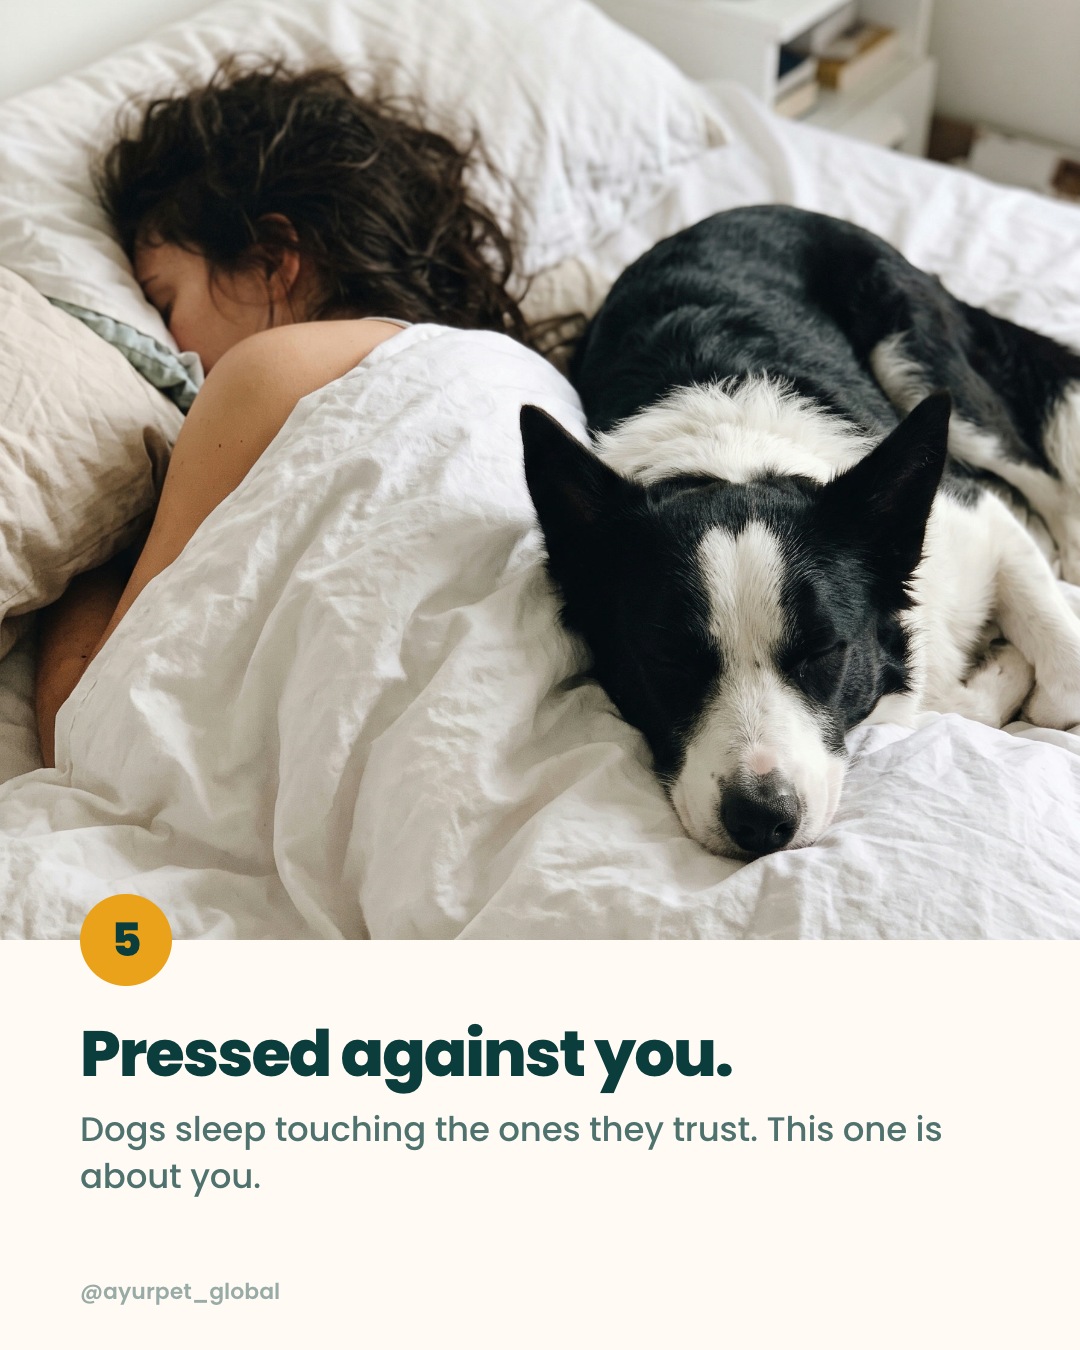 5
Pressed against you.
Dogs sleep touching the ones they trust. This one is
about you.
@ayurpet_global